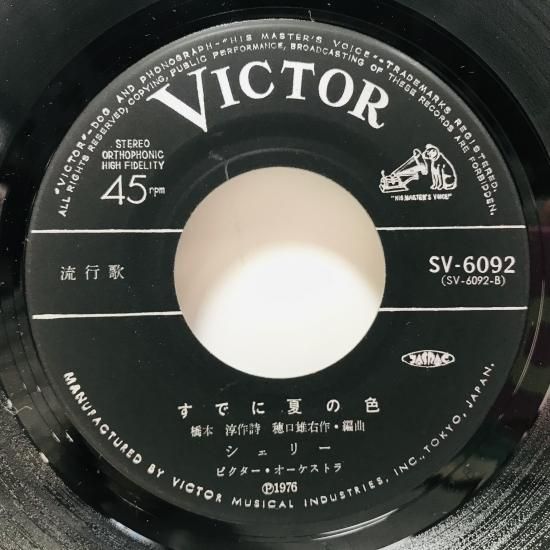 "VICTOR"-DOG AND PHONOGRAPH-"HIS MASTER'S VOICE"-TRADEMARKS REGISTERED.
ALL RIGHTS RESERVED, COPYING, PUBLIC PERFORMANCE, BROADCASTING OF THESE RECORDS ARE FORBIDDEN.
VICTOR
STEREO
ORTHOPHONIC
HIGH FIDELITY
45 rpm
"HIS MASTER'S VOICE"
流行歌
SV-6092
(SV-6092-B)
JASRAC
すでに夏の色
橋本 淳作詩 穂口雄右作・編曲
シェリー
ビクター・オーケストラ
Ⓟ1976
MANUFACTURED BY VICTOR MUSICAL INDUSTRIES, INC., TOKYO, JAPAN.